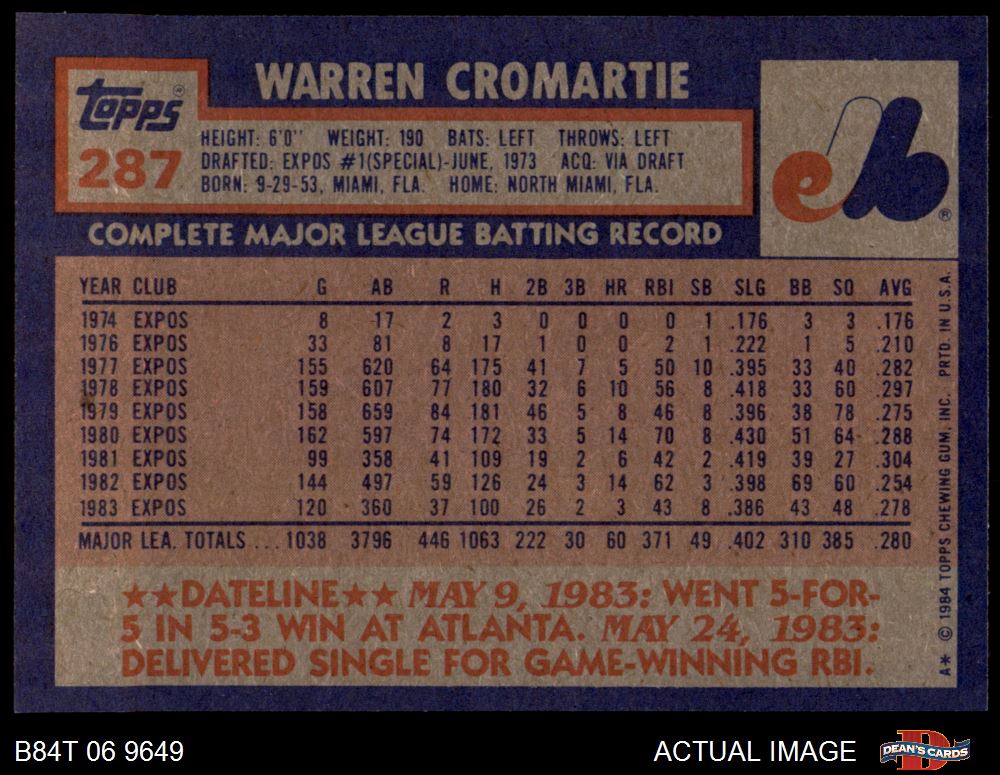 topps®
287
WARREN CROMARTIE
HEIGHT: 6'0" WEIGHT: 190 BATS: LEFT THROWS: LEFT
DRAFTED: EXPOS #1(SPECIAL)-JUNE, 1973 ACQ: VIA DRAFT
BORN: 9-29-53, MIAMI, FLA. HOME: NORTH MIAMI, FLA.
eb®
COMPLETE MAJOR LEAGUE BATTING RECORD
YEAR CLUB G AB R H 2B 3B HR RBI SB SLG BB SO AVG
1974 EXPOS 8 17 2 3 0 0 0 0 1 .176 3 3 .176
1976 EXPOS 33 81 8 17 1 0 0 2 1 .222 1 5 .210
1977 EXPOS 155 620 64 175 41 7 5 50 10 .395 33 40 .282
1978 EXPOS 159 607 77 180 32 6 10 56 8 .418 33 60 .297
1979 EXPOS 158 659 84 181 46 5 8 46 8 .396 38 78 .275
1980 EXPOS 162 597 74 172 33 5 14 70 8 .430 51 64 .288
1981 EXPOS 99 358 41 109 19 2 6 42 2 .419 39 27 .304
1982 EXPOS 144 497 59 126 24 3 14 62 3 .398 69 60 .254
1983 EXPOS 120 360 37 100 26 2 3 43 8 .386 43 48 .278
MAJOR LEA. TOTALS ... 1038 3796 446 1063 222 30 60 371 49 .402 310 385 .280
★★DATELINE★★ MAY 9, 1983: WENT 5-FOR-
5 IN 5-3 WIN AT ATLANTA. MAY 24, 1983:
DELIVERED SINGLE FOR GAME-WINNING RBI.
A* © 1984 TOPPS CHEWING GUM, INC. PRTD. IN U.S.A.
B84T 06 9649
ACTUAL IMAGE
D
DEAN'S CARDS